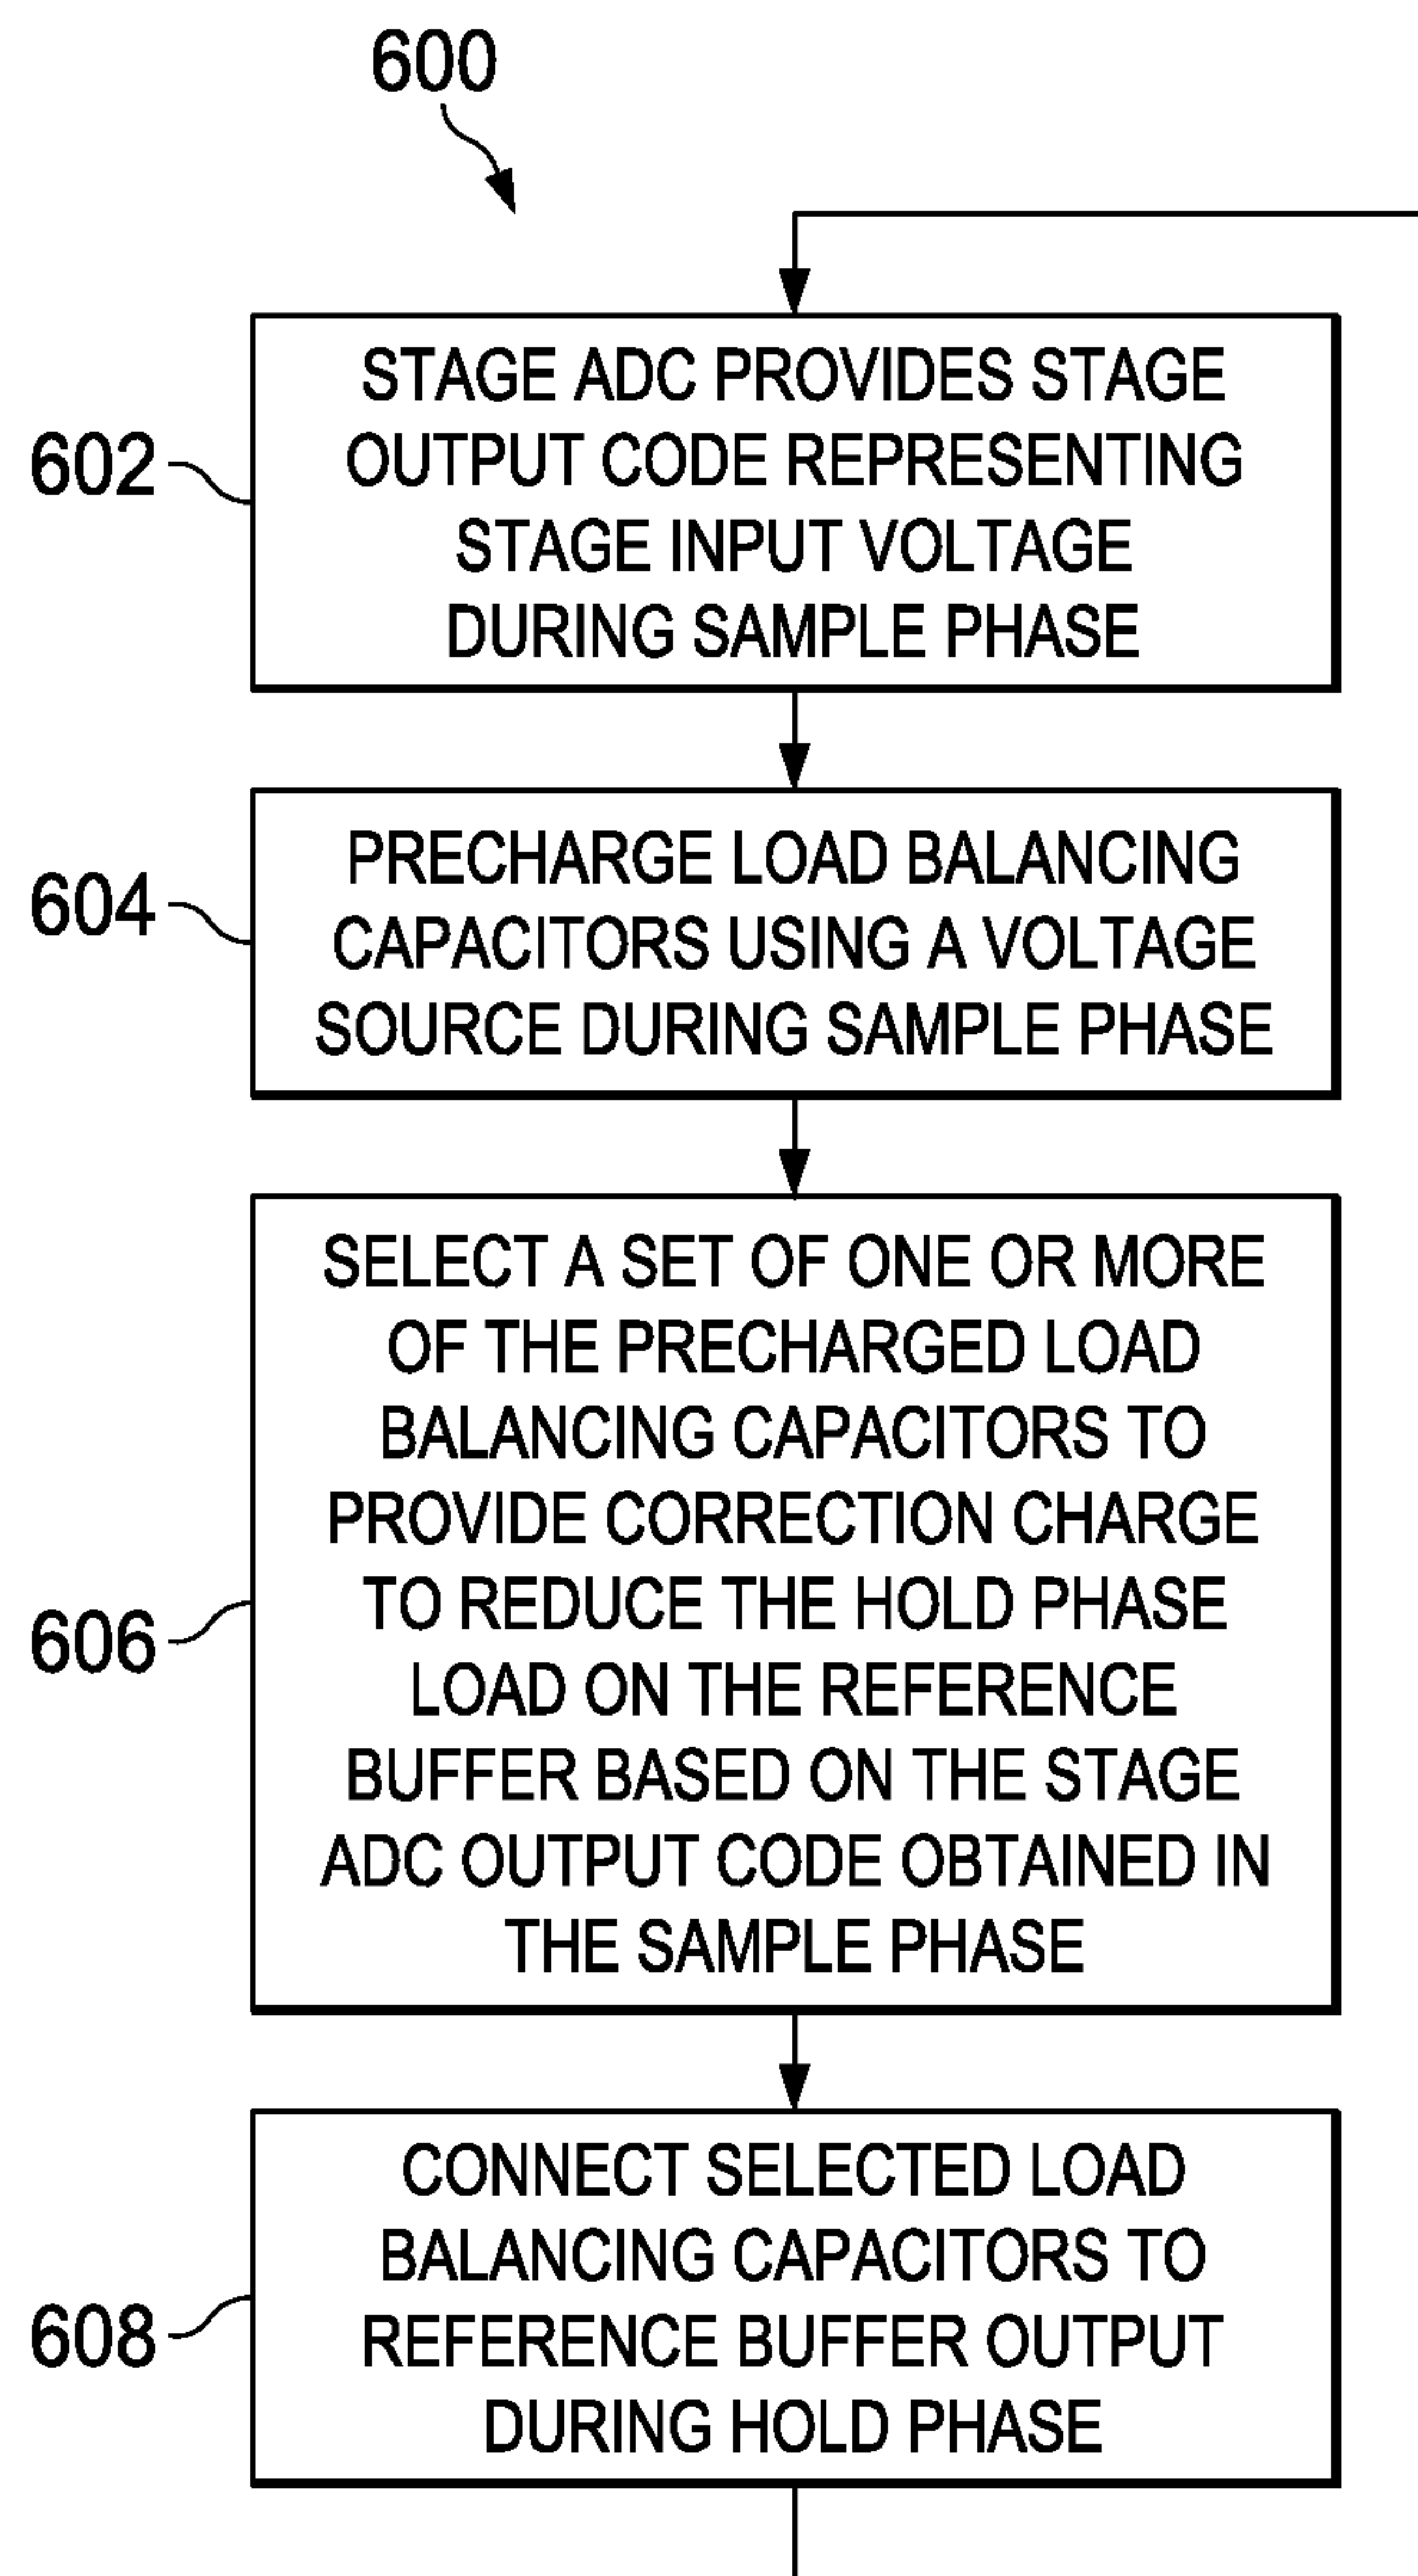 600
602
STAGE ADC PROVIDES STAGE
OUTPUT CODE REPRESENTING
STAGE INPUT VOLTAGE
DURING SAMPLE PHASE
604
PRECHARGE LOAD BALANCING
CAPACITORS USING A VOLTAGE
SOURCE DURING SAMPLE PHASE
606
SELECT A SET OF ONE OR MORE
OF THE PRECHARGED LOAD
BALANCING CAPACITORS TO
PROVIDE CORRECTION CHARGE
TO REDUCE THE HOLD PHASE
LOAD ON THE REFERENCE
BUFFER BASED ON THE STAGE
ADC OUTPUT CODE OBTAINED IN
THE SAMPLE PHASE
608
CONNECT SELECTED LOAD
BALANCING CAPACITORS TO
REFERENCE BUFFER OUTPUT
DURING HOLD PHASE